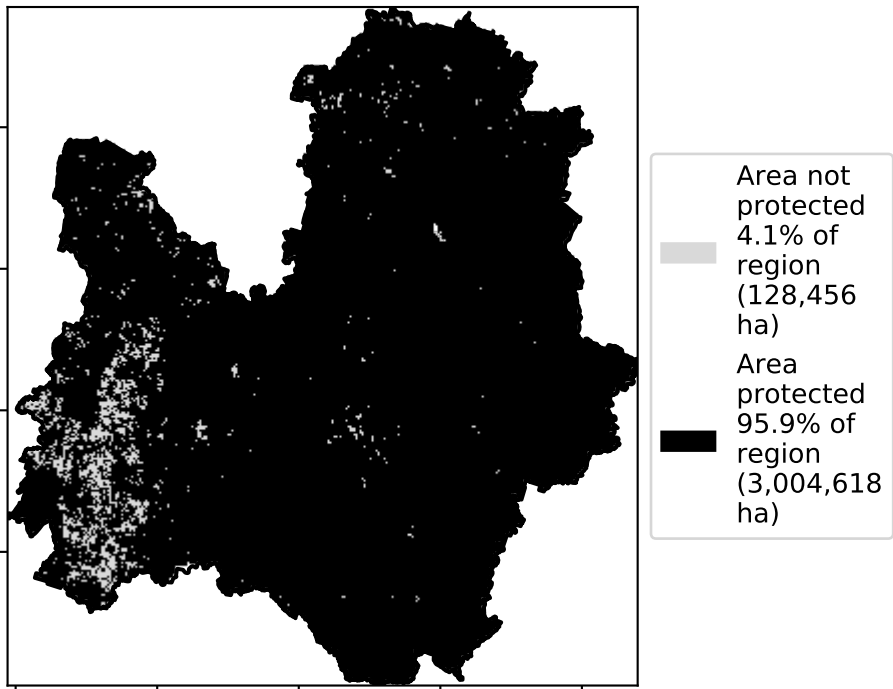 Area not
protected
4.1% of
region
(128,456
ha)
Area
protected
95.9% of
region
(3,004,618
ha)